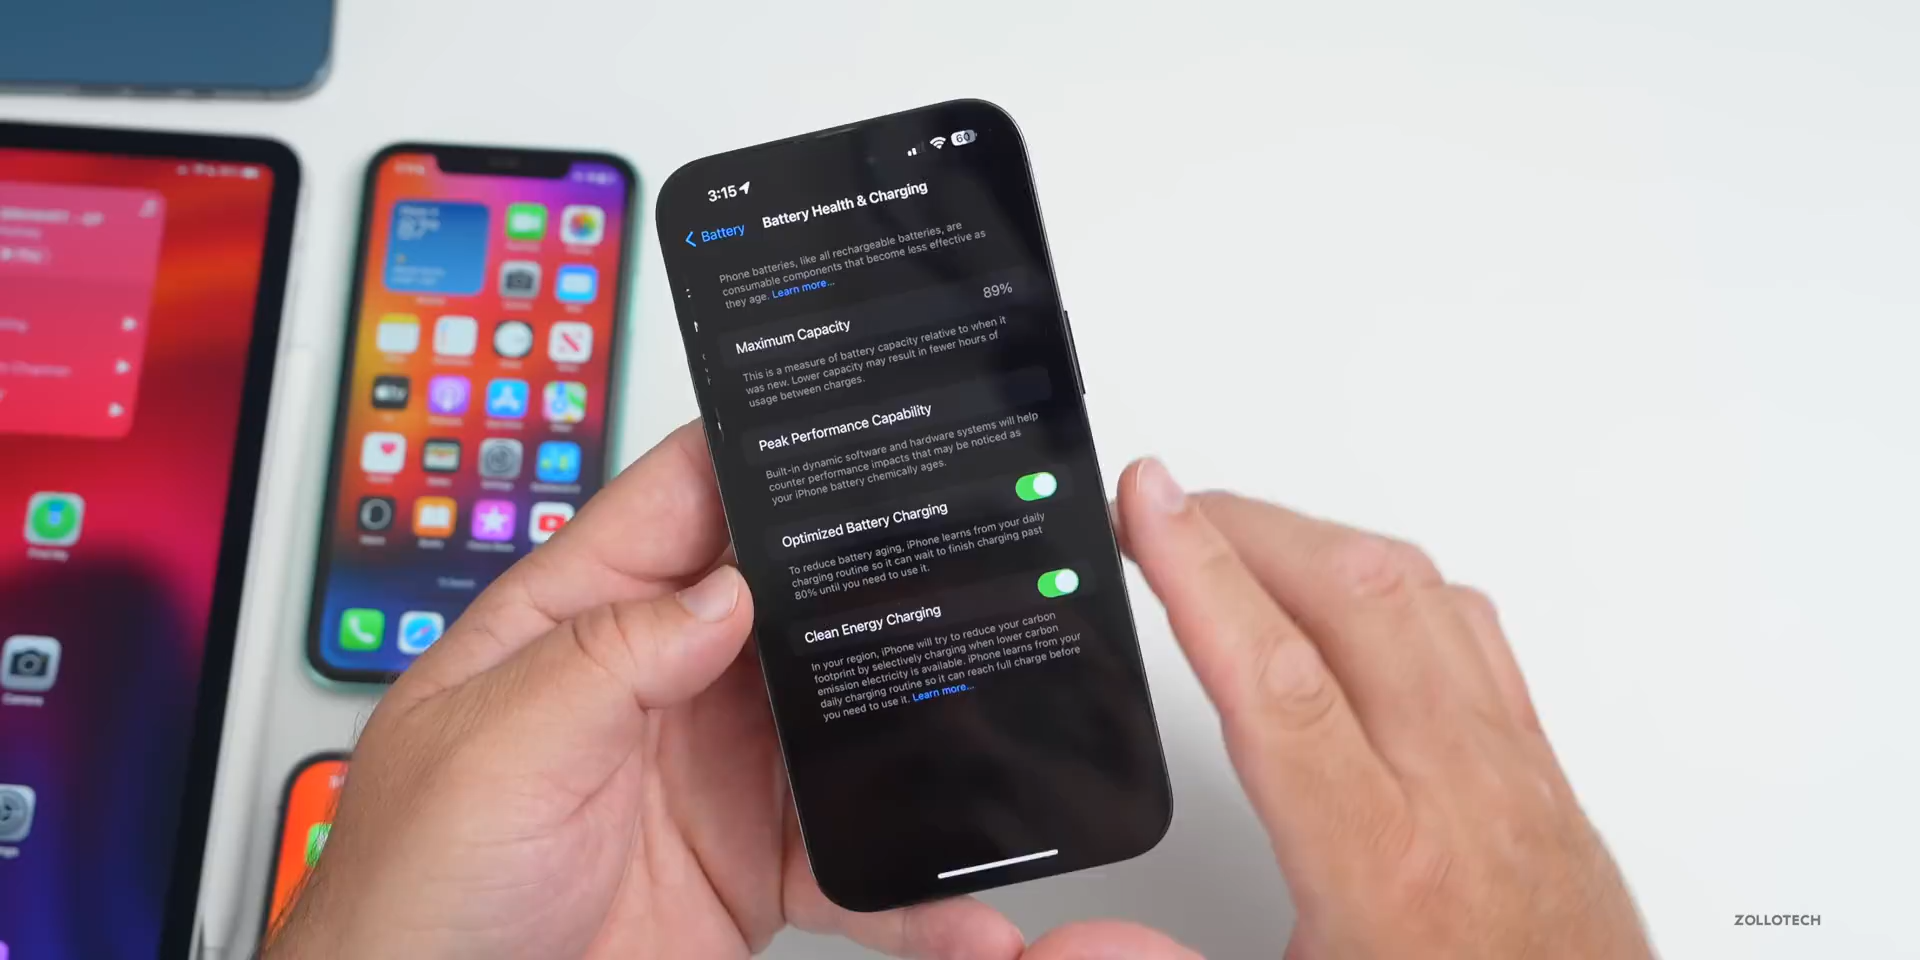 3:15
60
Battery
Battery Health & Charging
Phone batteries, like all rechargeable batteries, are
consumable components that become less effective as
they age. Learn more...
Maximum Capacity
89%
This is a measure of battery capacity relative to when it
was new. Lower capacity may result in fewer hours of
usage between charges.
Peak Performance Capability
Built-in dynamic software and hardware systems will help
counter performance impacts that may be noticed as
your iPhone battery chemically ages.
Optimized Battery Charging
To reduce battery aging, iPhone learns from your daily
charging routine so it can wait to finish charging past
80% until you need to use it.
Clean Energy Charging
In your region, iPhone will try to reduce your carbon
footprint by selectively charging when lower carbon
emission electricity is available. iPhone learns from your
daily charging routine so it can reach full charge before
you need to use it. Learn more...
Camera
ZOLLOTECH